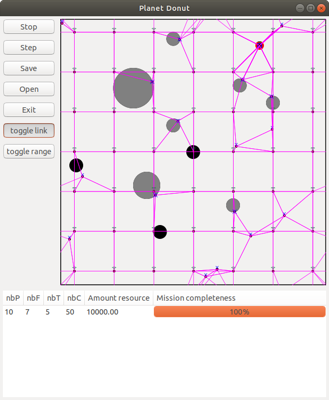 Planet Donut
Stop
Step
Save
Open
Exit
toggle link
toggle range
nbP nbF nbT nbC Amount resource Mission completeness
10 7 5 50 10000.00 100%